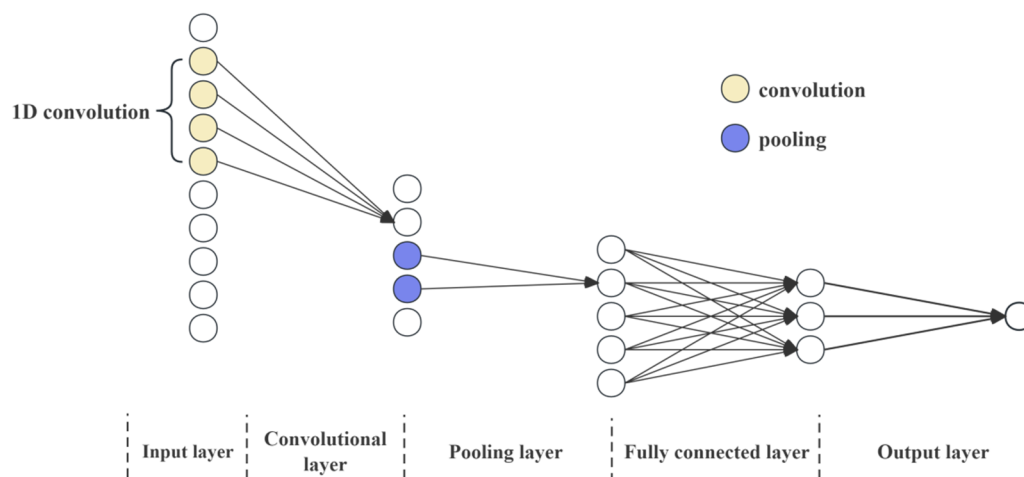 convolution
1D convolution
pooling
Input layer
Convolutional
layer
Pooling layer
Fully connected layer
Output layer